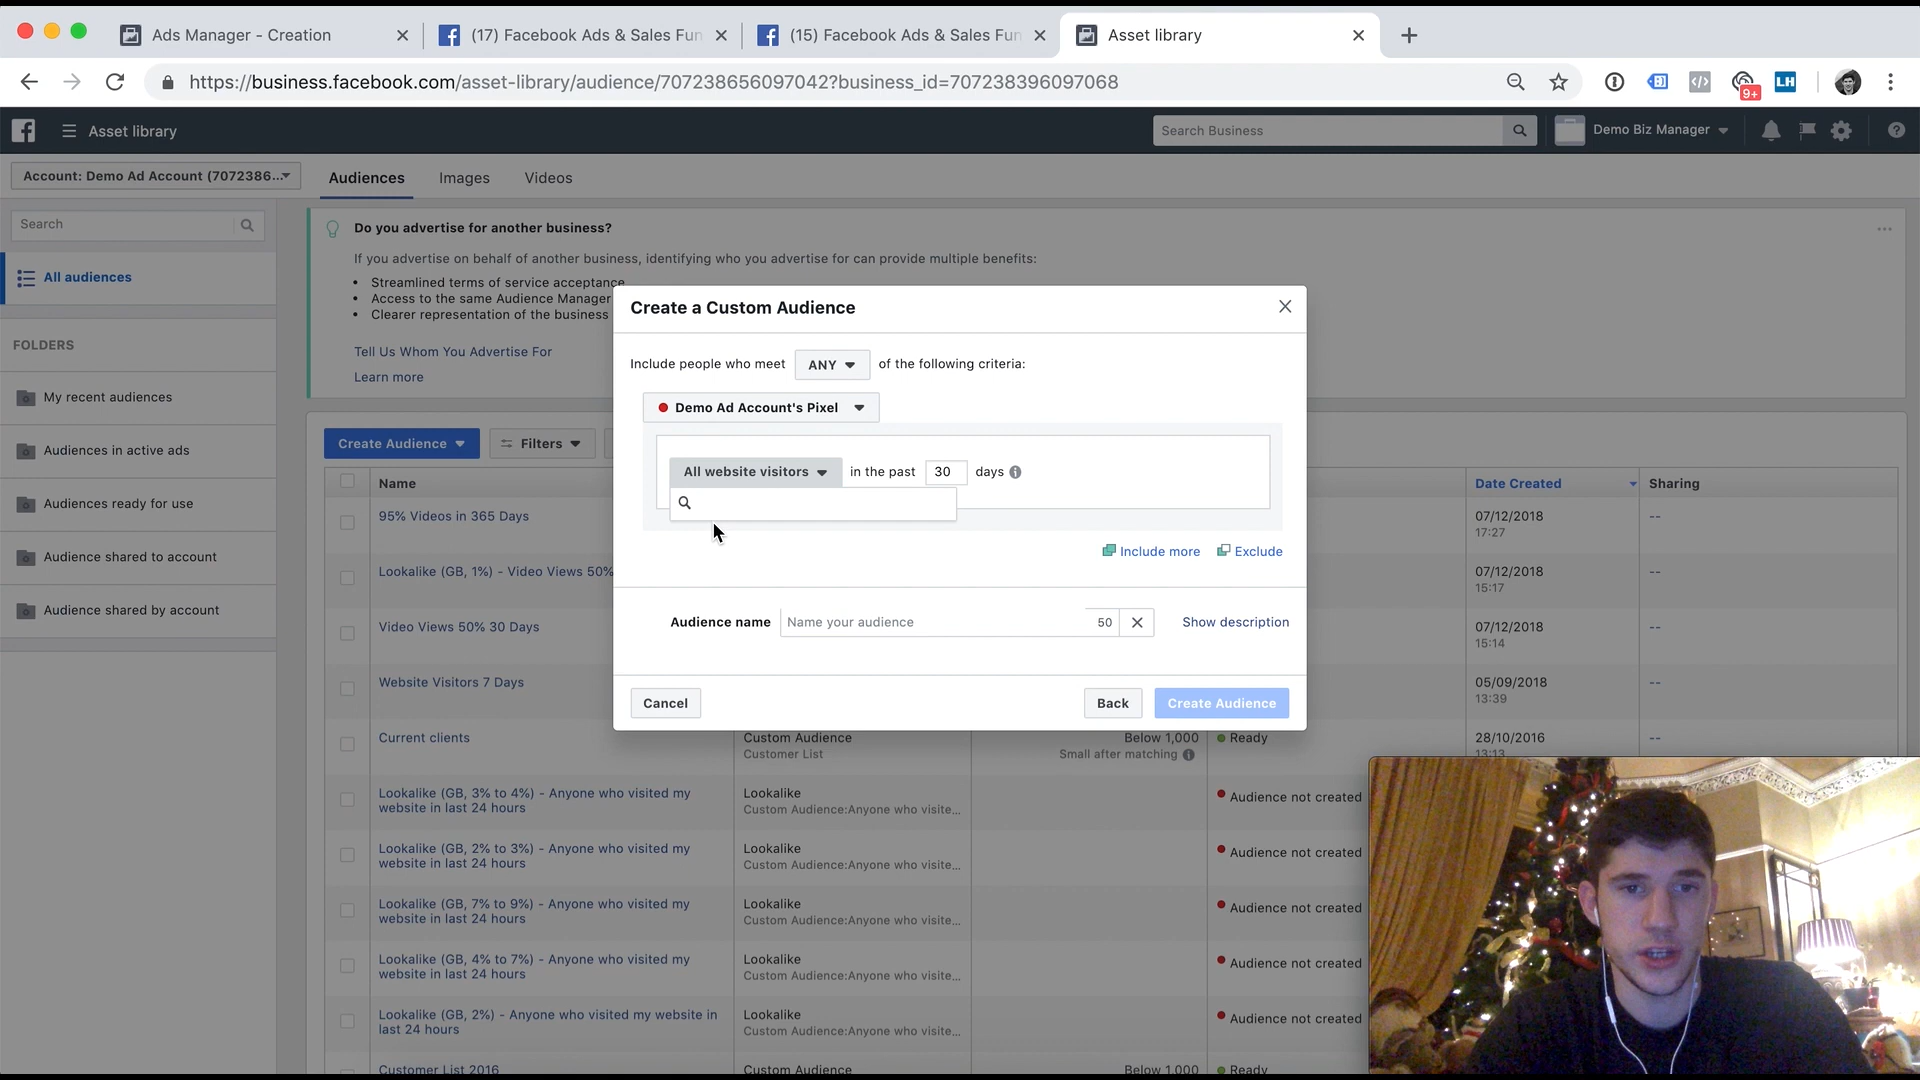 Ads Manager - Creation
(17) Facebook Ads & Sales Fun
(15) Facebook Ads & Sales Fun
Asset library
https://business.facebook.com/asset-library/audience/707238656097042?business_id=707238396097068
9+
LH
Asset library
Search Business
Demo Biz Manager
Account: Demo Ad Account (7072386...
Audiences
Images
Videos
Search
All audiences
FOLDERS
My recent audiences
Audiences in active ads
Audiences ready for use
Audience shared to account
Audience shared by account
Do you advertise for another business?
If you advertise on behalf of another business, identifying who you advertise for can provide multiple benefits:
• Streamlined terms of service acceptance
• Access to the same Audience Manager
• Clearer representation of the business
Tell Us Whom You Advertise For
Learn more
Create Audience
Filters
Name
Date Created
Sharing
95% Videos in 365 Days
07/12/2018
17:27
--
Lookalike (GB, 1%) - Video Views 50%
07/12/2018
15:17
--
Video Views 50% 30 Days
07/12/2018
15:14
--
Website Visitors 7 Days
05/09/2018
13:39
--
Current clients
Custom Audience
Customer List
Below 1,000
Small after matching
Ready
28/10/2016
13:13
--
Lookalike (GB, 3% to 4%) - Anyone who visited my
website in last 24 hours
Lookalike
Custom Audience:Anyone who visite...
Audience not created
Lookalike (GB, 2% to 3%) - Anyone who visited my
website in last 24 hours
Lookalike
Custom Audience:Anyone who visite...
Audience not created
Lookalike (GB, 7% to 9%) - Anyone who visited my
website in last 24 hours
Lookalike
Custom Audience:Anyone who visite...
Audience not created
Lookalike (GB, 4% to 7%) - Anyone who visited my
website in last 24 hours
Lookalike
Custom Audience:Anyone who visite...
Audience not created
Lookalike (GB, 2%) - Anyone who visited my website in
last 24 hours
Lookalike
Custom Audience:Anyone who visite...
Audience not created
Customer List 2016
Custom Audience
Below 1,000
Ready
Create a Custom Audience
Include people who meet ANY of the following criteria:
Demo Ad Account's Pixel
All website visitors in the past 30 days
Include more
Exclude
Audience name
Name your audience
50
Show description
Cancel
Back
Create Audience